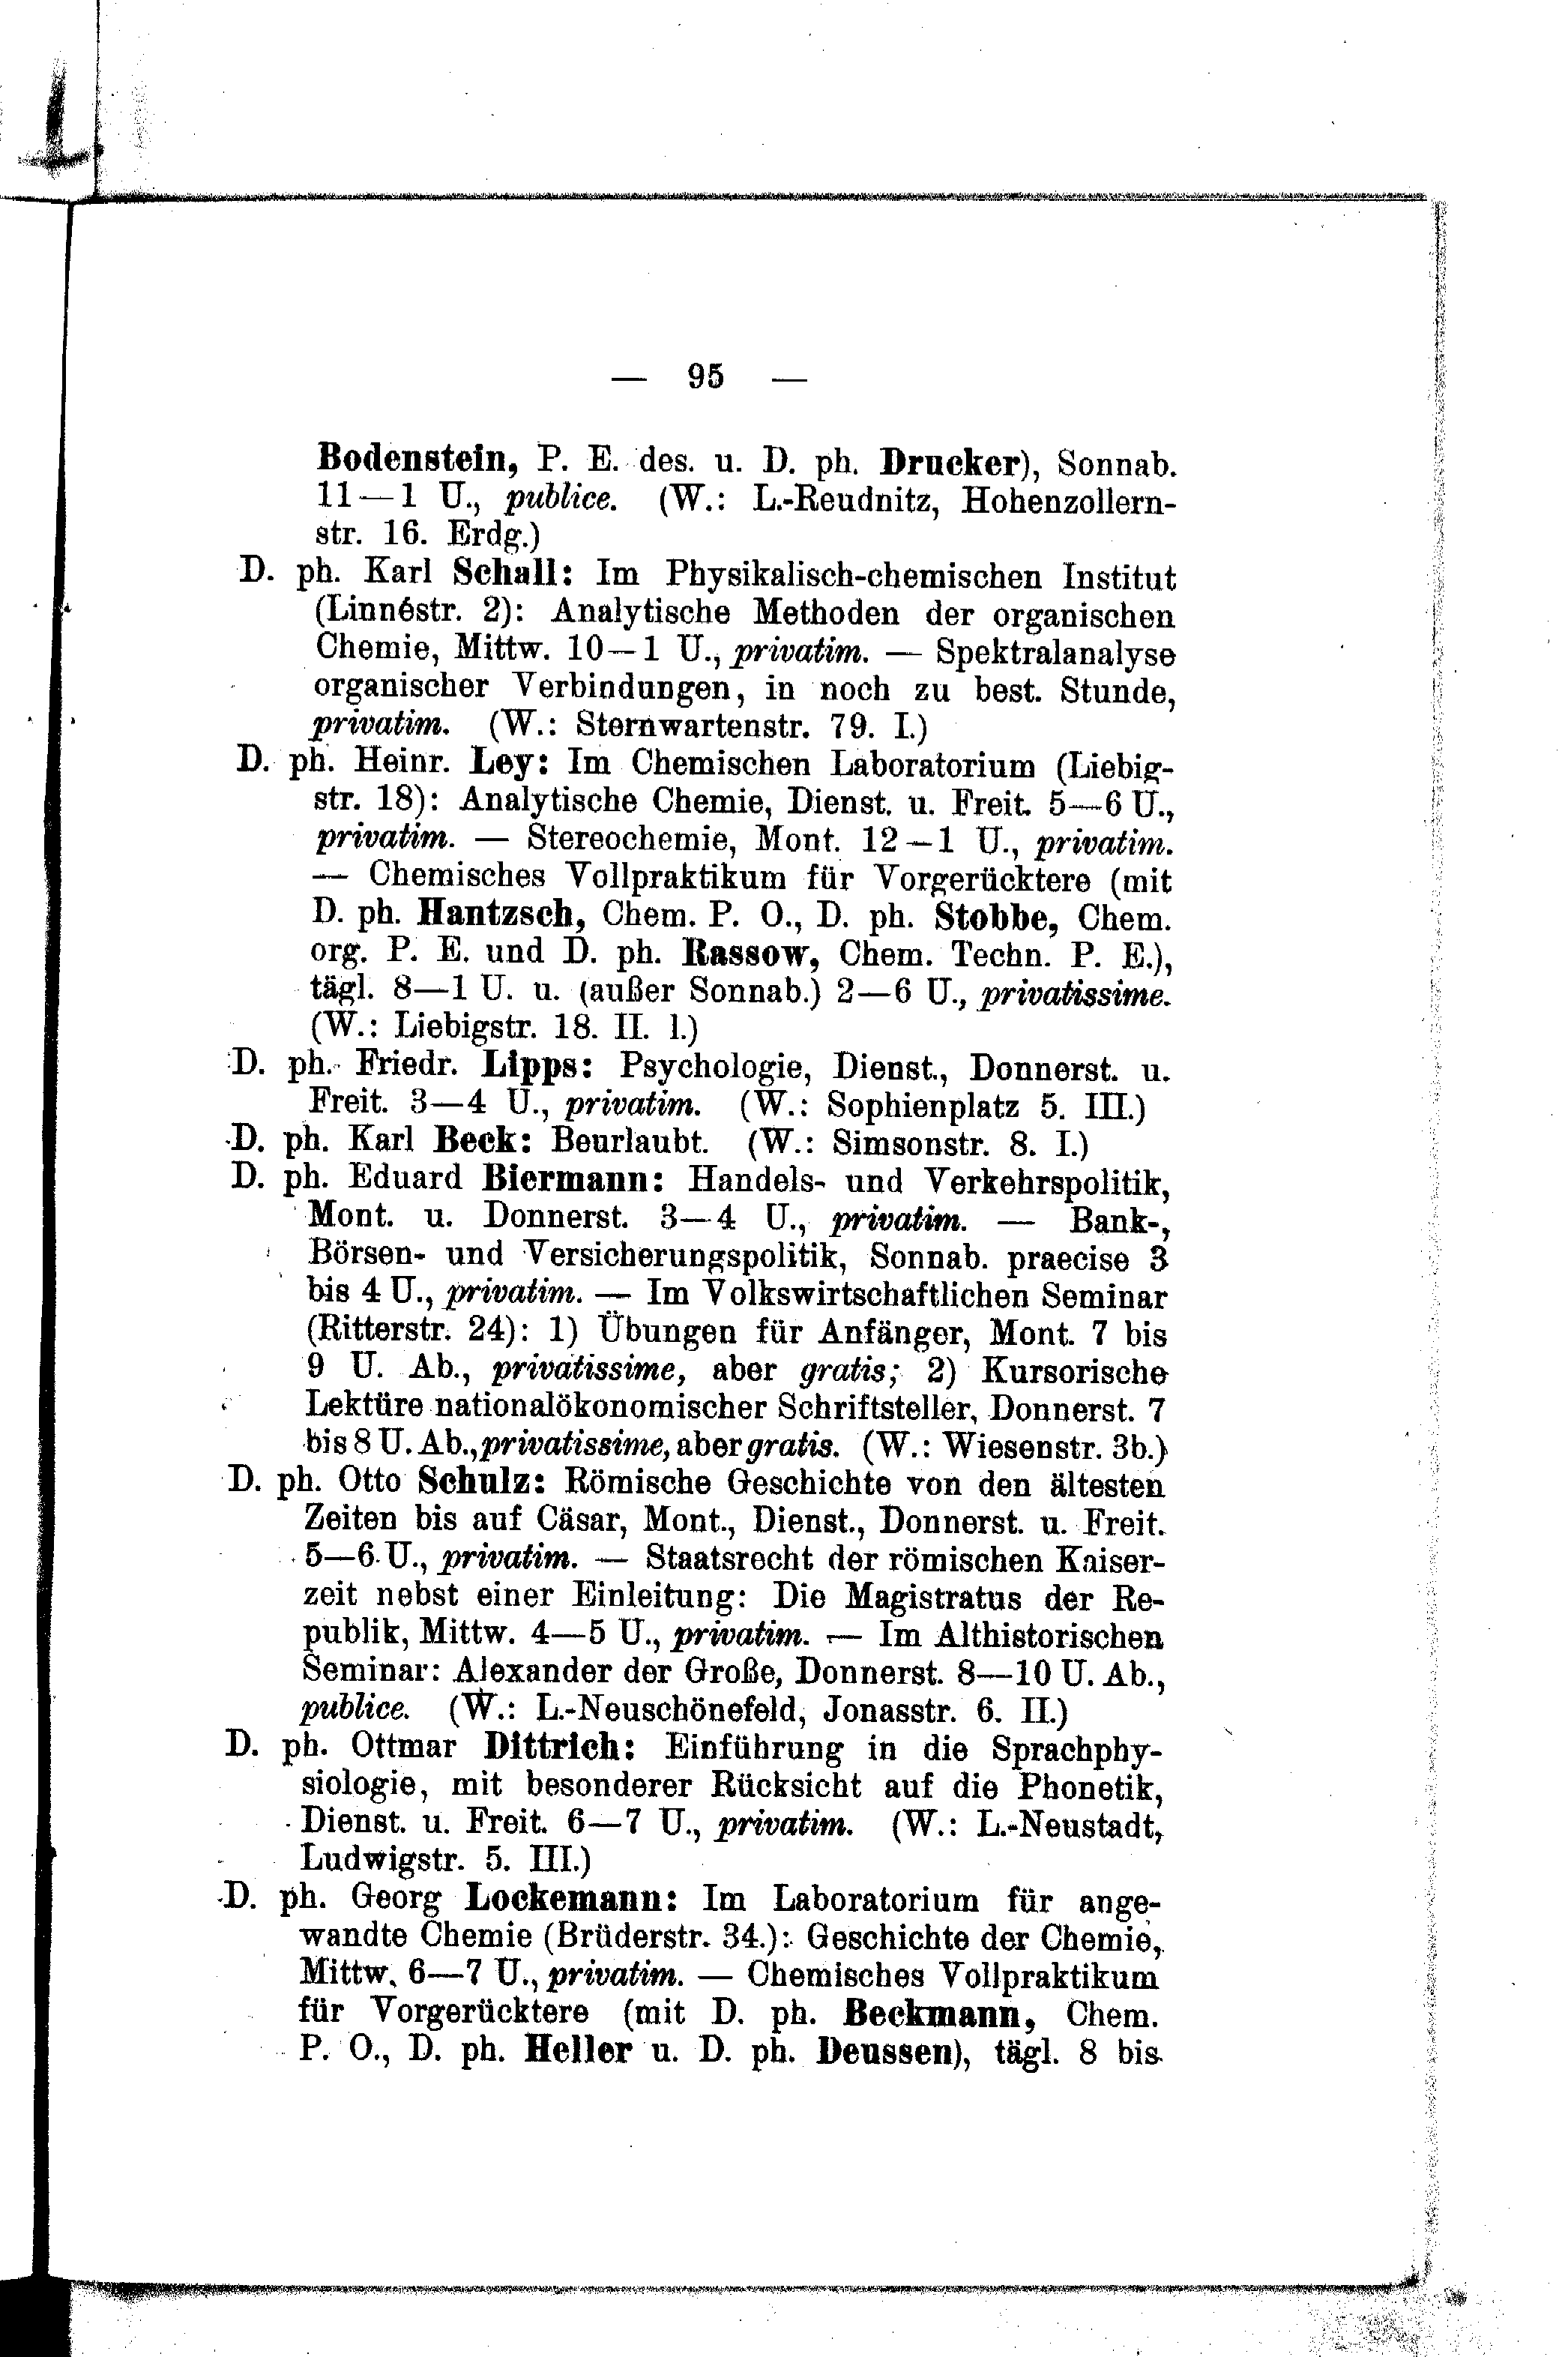 — 95 —
Bodenstein, P. E. des. u. D. ph. Drucker), Sonnab.
11—1 U., publice. (W.: L.-Reudnitz, Hohenzollern-
str. 16. Erdg.)
D. ph. Karl Schall: Im Physikalisch-chemischen Institut
(Linnéstr. 2): Analytische Methoden der organischen
Chemie, Mittw. 10—1 U., privatim. — Spektralanalyse
organischer Verbindungen, in noch zu best. Stunde,
privatim. (W.: Sternwartenstr. 79. I.)
D. ph. Heinr. Ley: Im Chemischen Laboratorium (Liebig-
str. 18): Analytische Chemie, Dienst. u. Freit. 5—6 U.,
privatim. — Stereochemie, Mont. 12—1 U., privatim.
— Chemisches Vollpraktikum für Vorgerücktere (mit
D. ph. Hantzsch, Chem. P. O., D. ph. Stobbe, Chem.
org. P. E. und D. ph. Rassow, Chem. Techn. P. E.),
tägl. 8—1 U. u. (außer Sonnab.) 2—6 U., privatissime.
(W.: Liebigstr. 18. II. l.)
D. ph. Friedr. Lipps: Psychologie, Dienst., Donnerst. u.
Freit. 3—4 U., privatim. (W.: Sophienplatz 5. III.)
D. ph. Karl Beck: Beurlaubt. (W.: Simsonstr. 8. I.)
D. ph. Eduard Biermann: Handels- und Verkehrspolitik,
Mont. u. Donnerst. 3—4 U., privatim. — Bank-,
Börsen- und Versicherungspolitik, Sonnab. praecise 3
bis 4 U., privatim. — Im Volkswirtschaftlichen Seminar
(Ritterstr. 24): 1) Übungen für Anfänger, Mont. 7 bis
9 U. Ab., privatissime, aber gratis; 2) Kursorische
Lektüre nationalökonomischer Schriftsteller, Donnerst. 7
bis 8 U. Ab., privatissime, aber gratis. (W.: Wiesenstr. 3b.)
D. ph. Otto Schulz: Römische Geschichte von den ältesten
Zeiten bis auf Cäsar, Mont., Dienst., Donnerst. u. Freit.
5—6 U., privatim. — Staatsrecht der römischen Kaiser-
zeit nebst einer Einleitung: Die Magistratus der Re-
publik, Mittw. 4—5 U., privatim. — Im Althistorischen
Seminar: Alexander der Große, Donnerst. 8—10 U. Ab.,
publice. (W.: L.-Neuschönefeld, Jonasstr. 6. II.)
D. ph. Ottmar Dittrich: Einführung in die Sprachphy-
siologie, mit besonderer Rücksicht auf die Phonetik,
Dienst. u. Freit. 6—7 U., privatim. (W.: L.-Neustadt,
Ludwigstr. 5. III.)
D. ph. Georg Lockemann: Im Laboratorium für ange-
wandte Chemie (Brüderstr. 34.): Geschichte der Chemie,
Mittw. 6—7 U., privatim. — Chemisches Vollpraktikum
für Vorgerücktere (mit D. ph. Beckmann, Chem.
P. O., D. ph. Heller u. D. ph. Deussen), tägl. 8 bis